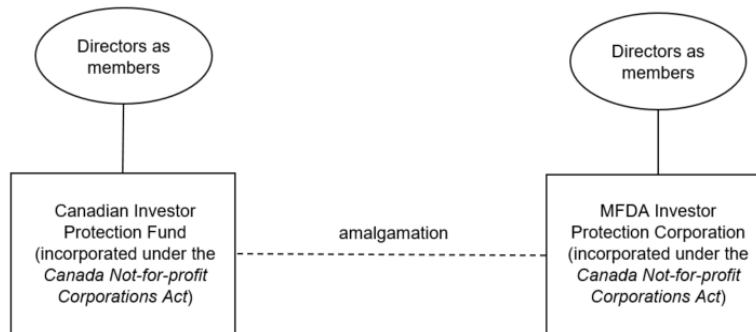 Directors as
members
Directors as
members
Canadian Investor
Protection Fund
(incorporated under the
Canada Not-for-profit
Corporations Act)
amalgamation
MFDA Investor
Protection Corporation
(incorporated under the
Canada Not-for-profit
Corporations Act)